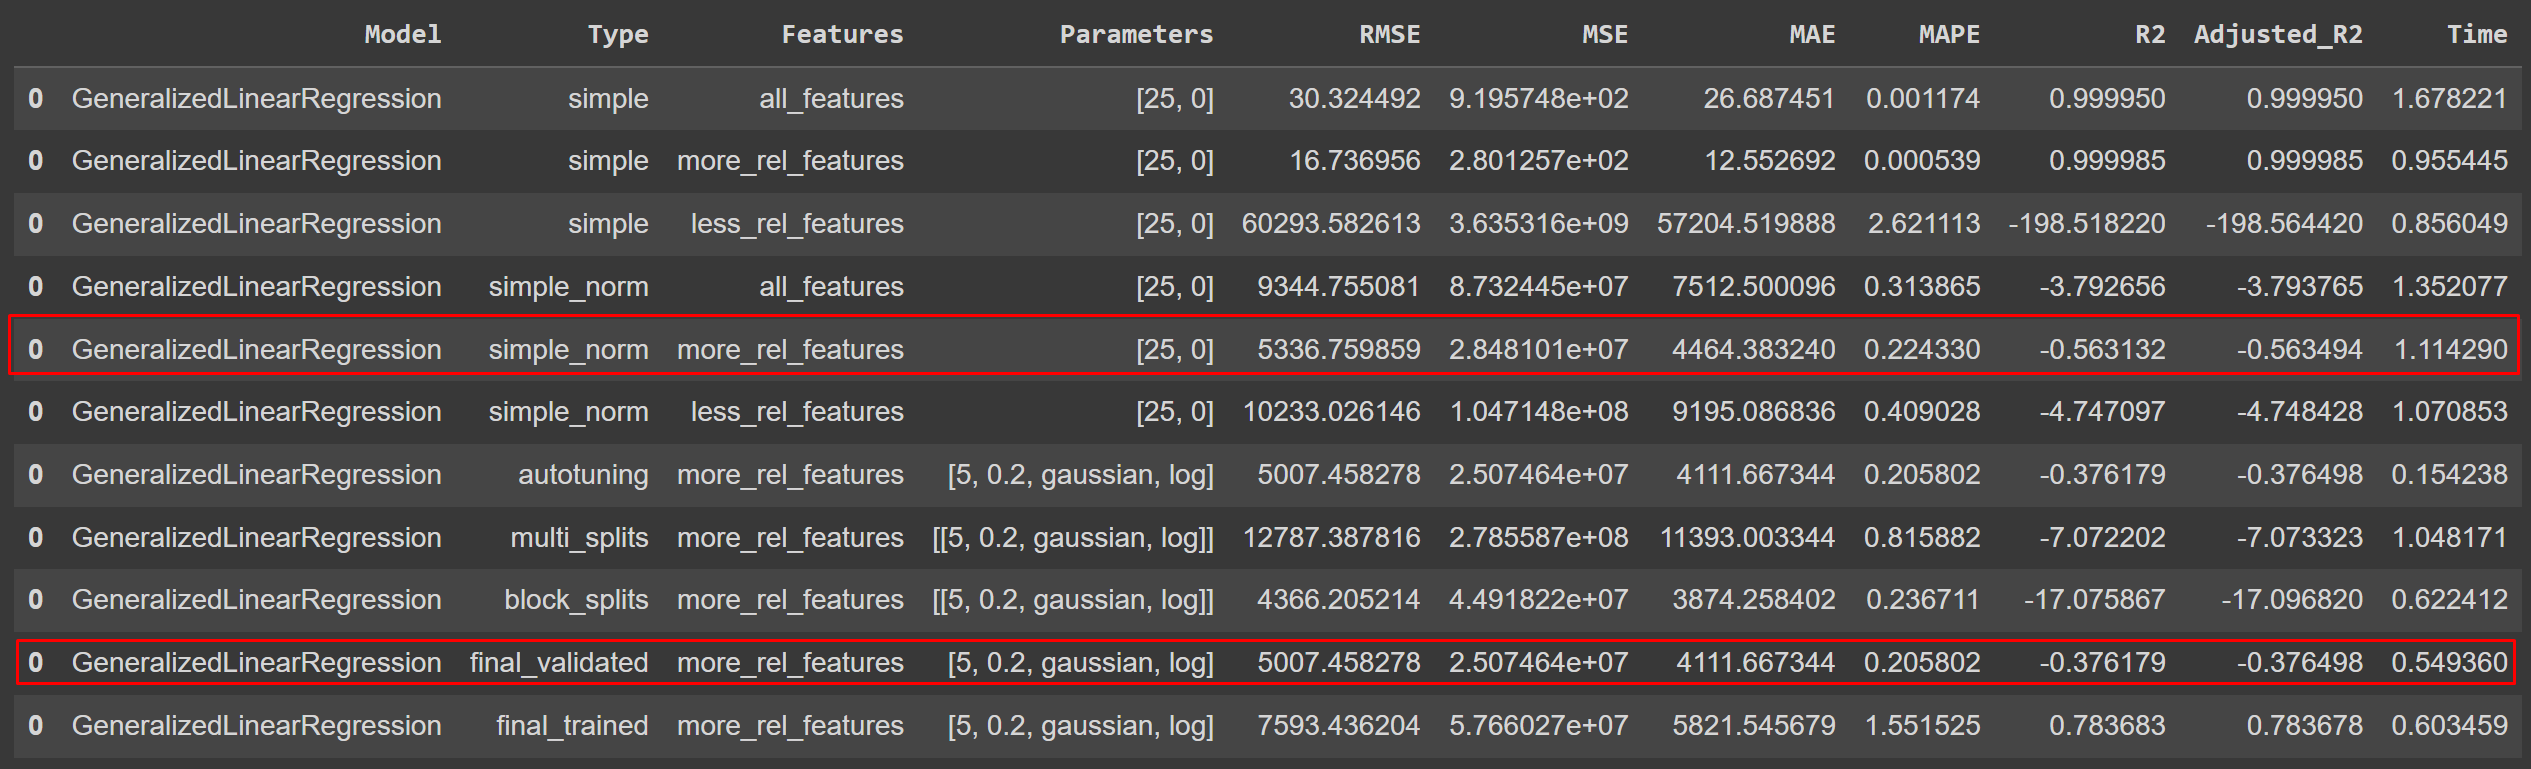 Model Type Features Parameters RMSE MSE MAE MAPE R2 Adjusted_R2 Time
0 GeneralizedLinearRegression simple all_features [25, 0] 30.324492 9.195748e+02 26.687451 0.001174 0.999950 0.999950 1.678221
0 GeneralizedLinearRegression simple more_rel_features [25, 0] 16.736956 2.801257e+02 12.552692 0.000539 0.999985 0.999985 0.955445
0 GeneralizedLinearRegression simple less_rel_features [25, 0] 60293.582613 3.635316e+09 57204.519888 2.621113 -198.518220 -198.564420 0.856049
0 GeneralizedLinearRegression simple_norm all_features [25, 0] 9344.755081 8.732445e+07 7512.500096 0.313865 -3.792656 -3.793765 1.352077
0 GeneralizedLinearRegression simple_norm more_rel_features [25, 0] 5336.759859 2.848101e+07 4464.383240 0.224330 -0.563132 -0.563494 1.114290
0 GeneralizedLinearRegression simple_norm less_rel_features [25, 0] 10233.026146 1.047148e+08 9195.086836 0.409028 -4.747097 -4.748428 1.070853
0 GeneralizedLinearRegression autotuning more_rel_features [5, 0.2, gaussian, log] 5007.458278 2.507464e+07 4111.667344 0.205802 -0.376179 -0.376498 0.154238
0 GeneralizedLinearRegression multi_splits more_rel_features [[5, 0.2, gaussian, log]] 12787.387816 2.785587e+08 11393.003344 0.815882 -7.072202 -7.073323 1.048171
0 GeneralizedLinearRegression block_splits more_rel_features [[5, 0.2, gaussian, log]] 4366.205214 4.491822e+07 3874.258402 0.236711 -17.075867 -17.096820 0.622412
0 GeneralizedLinearRegression final_validated more_rel_features [5, 0.2, gaussian, log] 5007.458278 2.507464e+07 4111.667344 0.205802 -0.376179 -0.376498 0.549360
0 GeneralizedLinearRegression final_trained more_rel_features [5, 0.2, gaussian, log] 7593.436204 5.766027e+07 5821.545679 1.551525 0.783683 0.783678 0.603459